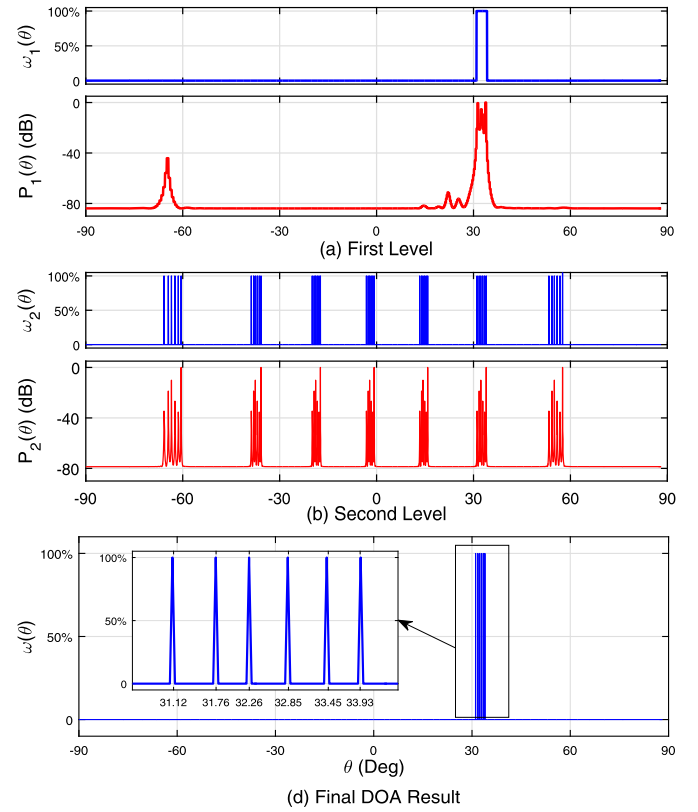 ω1(θ)
100%
50%
0
P1(θ) (dB)
0
-40
-80
-90 -60 -30 0 30 60 90
(a) First Level
ω2(θ)
100%
50%
0
P2(θ) (dB)
0
-40
-80
-90 -60 -30 0 30 60 90
(b) Second Level
ω(θ)
100%
50%
0
100%
50%
0
31.12 31.76 32.26 32.85 33.45 33.93
-90 -60 -30 0 30 60 90
θ (Deg)
(d) Final DOA Result